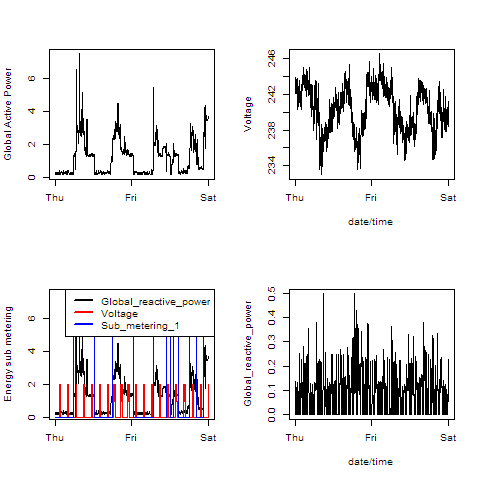 Global Active Power
0 2 4 6
Thu Fri Sat
Voltage
234 238 242 246
Thu Fri Sat
date/time
Energy sub metering
0 2 4 6
Global_reactive_power
Voltage
Sub_metering_1
Thu Fri Sat
Global_reactive_power
0.0 0.1 0.2 0.3 0.4 0.5
Thu Fri Sat
date/time